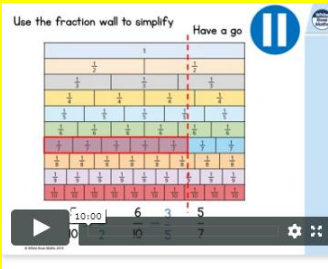 Use the fraction wall to simplify
Have a go
White Rose Maths
1
1/2 1/2
1/3 1/3 1/3
1/4 1/4 1/4 1/4
1/5 1/5 1/5 1/5 1/5
1/6 1/6 1/6 1/6 1/6 1/6
1/7 1/7 1/7 1/7 1/7 1/7 1/7
1/8 1/8 1/8 1/8 1/8 1/8 1/8 1/8
1/9 1/9 1/9 1/9 1/9 1/9 1/9 1/9 1/9
1/10 1/10 1/10 1/10 1/10 1/10 1/10 1/10 1/10 1/10
10:00
6/10 3/5 5/7